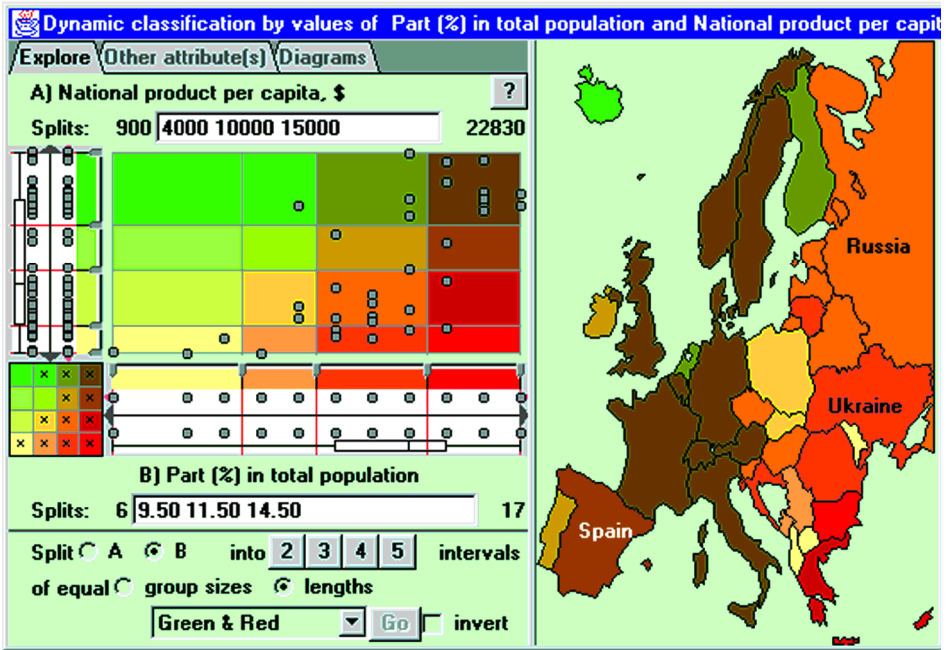 Dynamic classification by values of Part (%) in total population and National product per capit
Explore Other attribute(s) Diagrams
A) National product per capita, $ ?
Splits: 900 4000 10000 15000 22830
Russia
Ukraine
Spain
B) Part (%) in total population
Splits: 6 9.50 11.50 14.50 17
Split A B into 2 3 4 5 intervals
of equal group sizes lengths
Green & Red Go invert